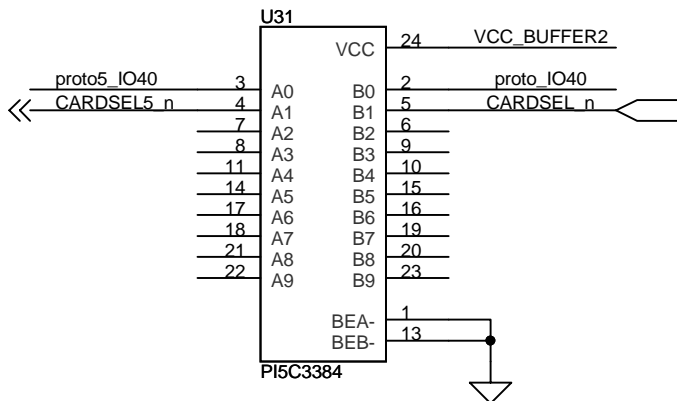 U31
VCC 24 VCC_BUFFER2
proto5_IO40 3 A0 B0 2 proto_IO40
CARDSEL5_n 4 A1 B1 5 CARDSEL_n
7 A2 B2 6
8 A3 B3 9
11 A4 B4 10
14 A5 B5 15
17 A6 B6 16
18 A7 B7 19
21 A8 B8 20
22 A9 B9 23
BEA- 1
BEB- 13
PI5C3384